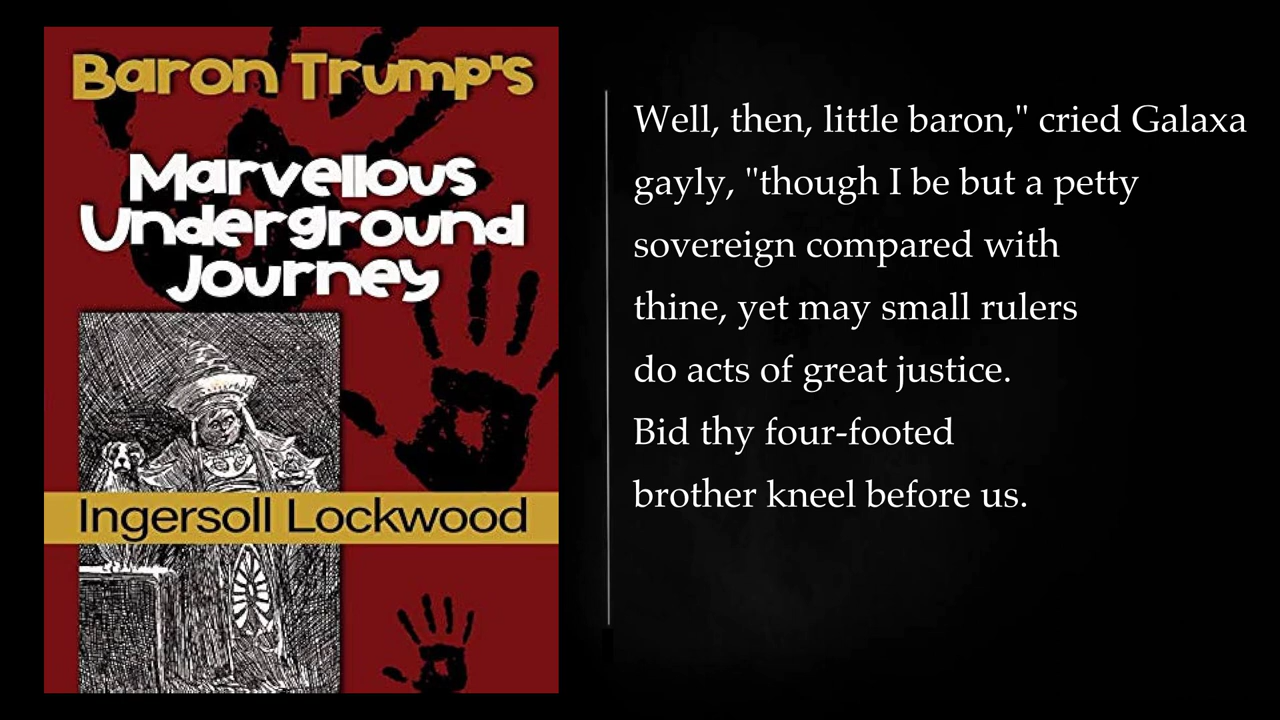 Baron Trump's
Marvellous
Underground
Journey
Ingersoll Lockwood
Well, then, little baron," cried Galaxa
gayly, "though I be but a petty
sovereign compared with
thine, yet may small rulers
do acts of great justice.
Bid thy four-footed
brother kneel before us.